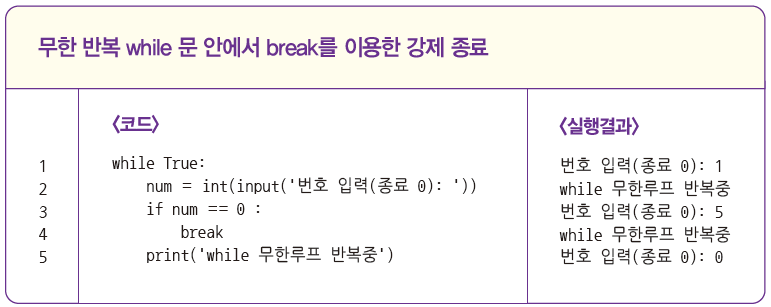 무한 반복 while 문 안에서 break를 이용한 강제 종료
<코드>
1 while True:
2 num = int(input('번호 입력(종료 0): '))
3 if num == 0 :
4 break
5 print('while 무한루프 반복중')
<실행결과>
번호 입력(종료 0): 1
while 무한루프 반복중
번호 입력(종료 0): 5
while 무한루프 반복중
번호 입력(종료 0): 0